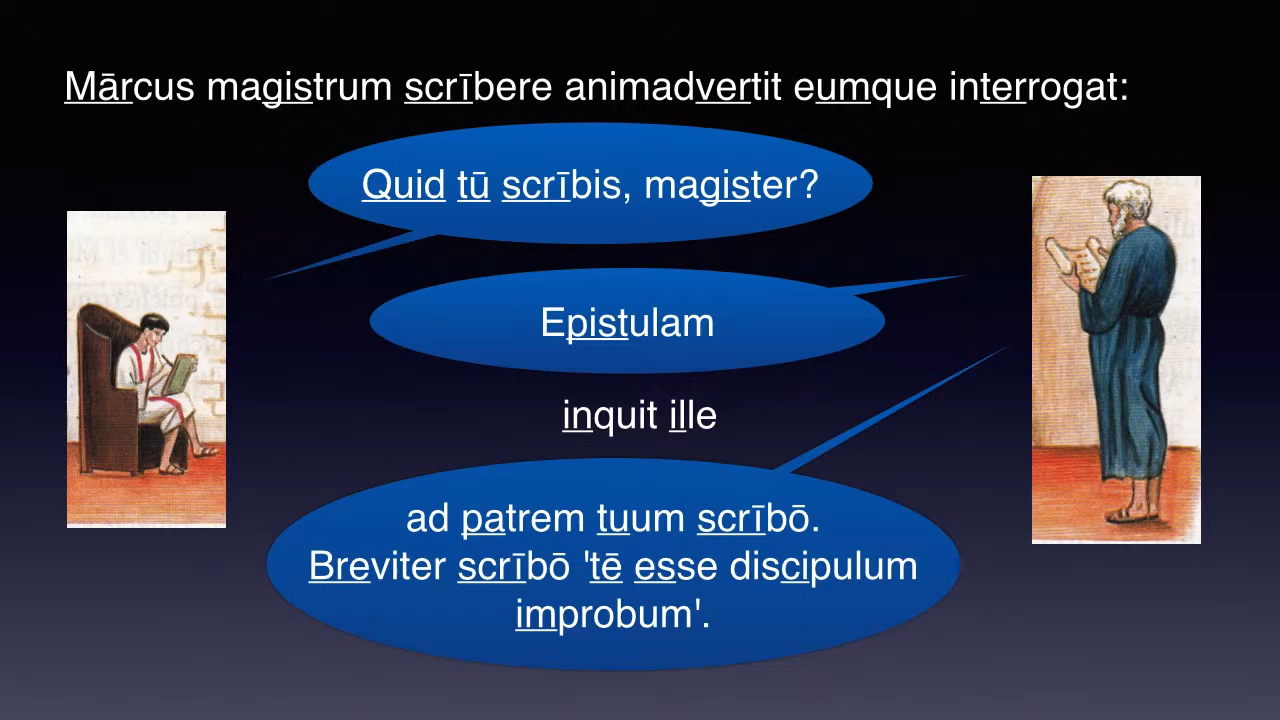 Mārcus magistrum scrībere animadvertit eumque interrogat:
Quid tū scrībis, magister?
Epistulam
inquit ille
ad patrem tuum scrībō.
Breviter scrībō 'tē esse discipulum
improbum'.